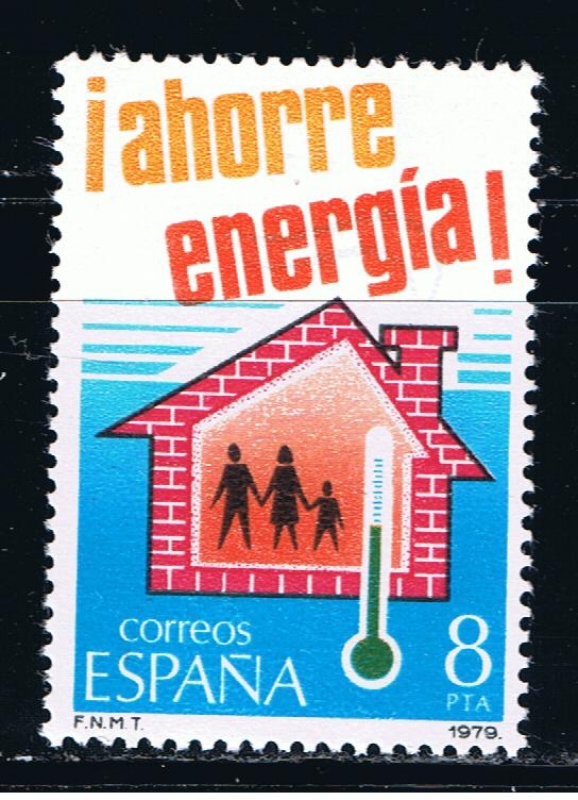 ¡ahorre
energía!
correos
ESPAÑA
8
PTA
F.N.M.T.
1979.